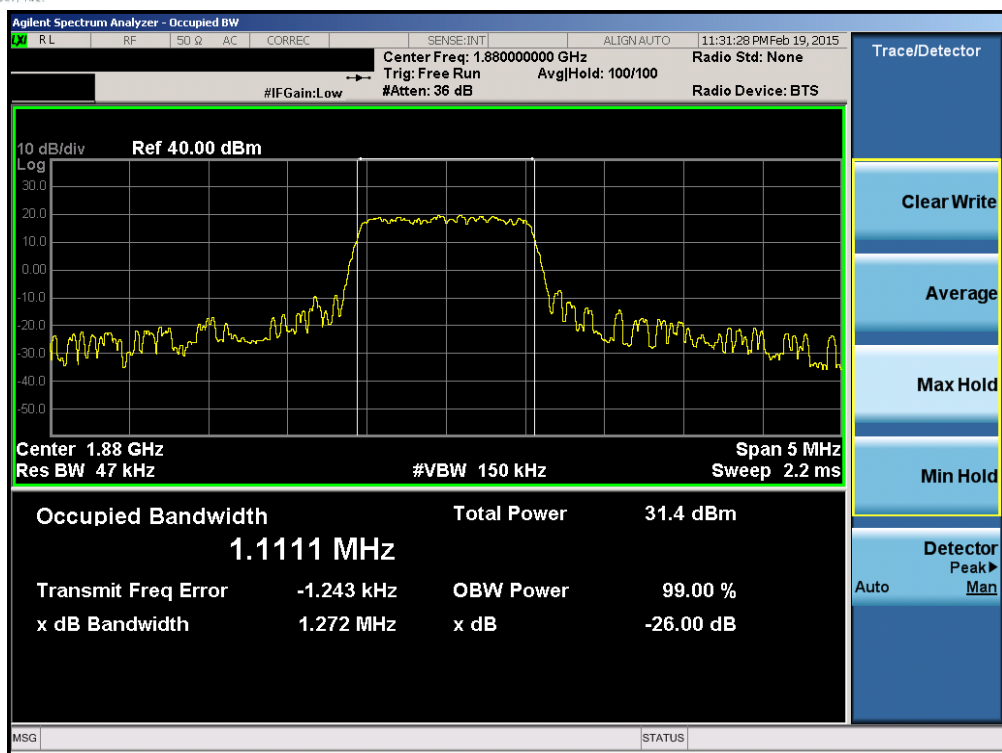 Agilent Spectrum Analyzer - Occupied BW
LXI RL RF 50 Ω AC CORREC SENSE:INT ALIGN AUTO 11:31:28 PM Feb 19, 2015
Center Freq: 1.880000000 GHz Radio Std: None
Trig: Free Run Avg|Hold: 100/100
#IFGain:Low #Atten: 36 dB Radio Device: BTS
10 dB/div Ref 40.00 dBm
Log
30.0
20.0
10.0
0.00
-10.0
-20.0
-30.0
-40.0
-50.0
Center 1.88 GHz Span 5 MHz
Res BW 47 kHz #VBW 150 kHz Sweep 2.2 ms
Occupied Bandwidth Total Power 31.4 dBm
1.1111 MHz
Transmit Freq Error -1.243 kHz OBW Power 99.00 %
x dB Bandwidth 1.272 MHz x dB -26.00 dB
MSG STATUS
Trace/Detector
Clear Write
Average
Max Hold
Min Hold
Detector
Peak▶
Auto Man